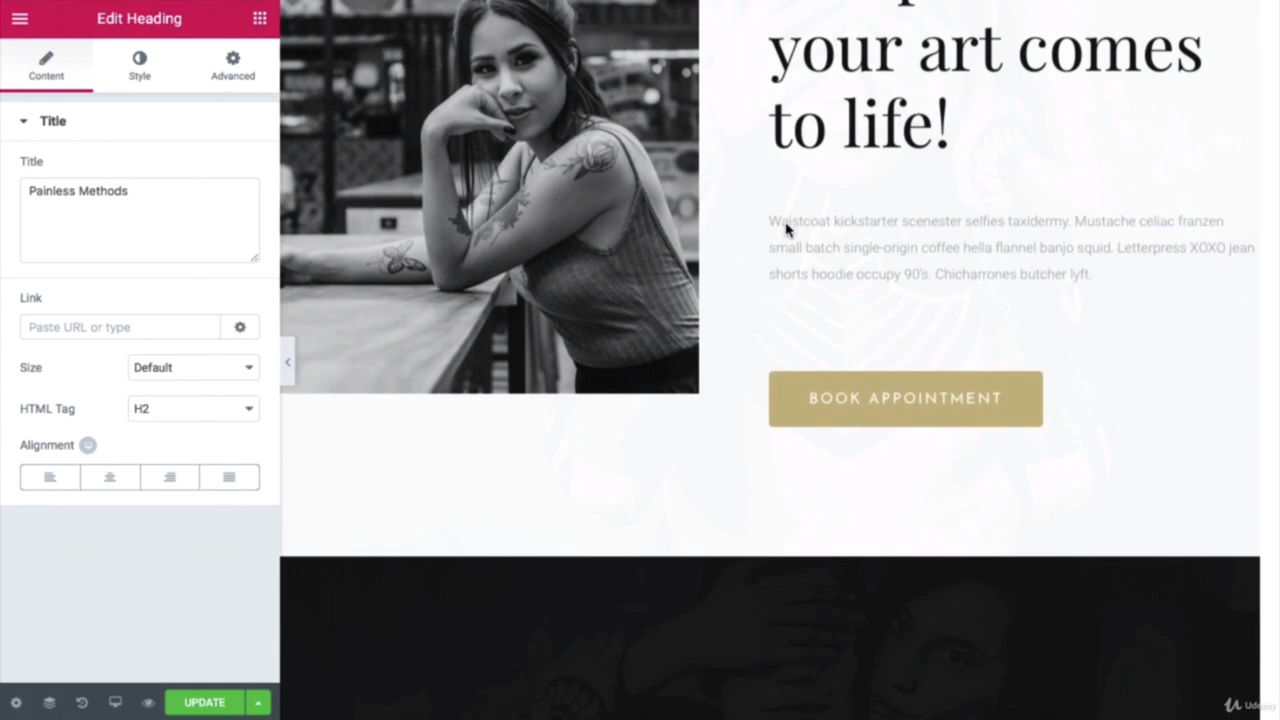 Edit Heading
Content
Style
Advanced
Title
Title
Painless Methods
Link
Paste URL or type
Size
Default
HTML Tag
H2
Alignment
UPDATE
your art comes
to life!
Waistcoat kickstarter scenester selfies taxidermy. Mustache celiac franzen
small batch single-origin coffee hella flannel banjo squid. Letterpress XOXO jean
shorts hoodie occupy 90's. Chicharrones butcher lyft.
BOOK APPOINTMENT
Udemy